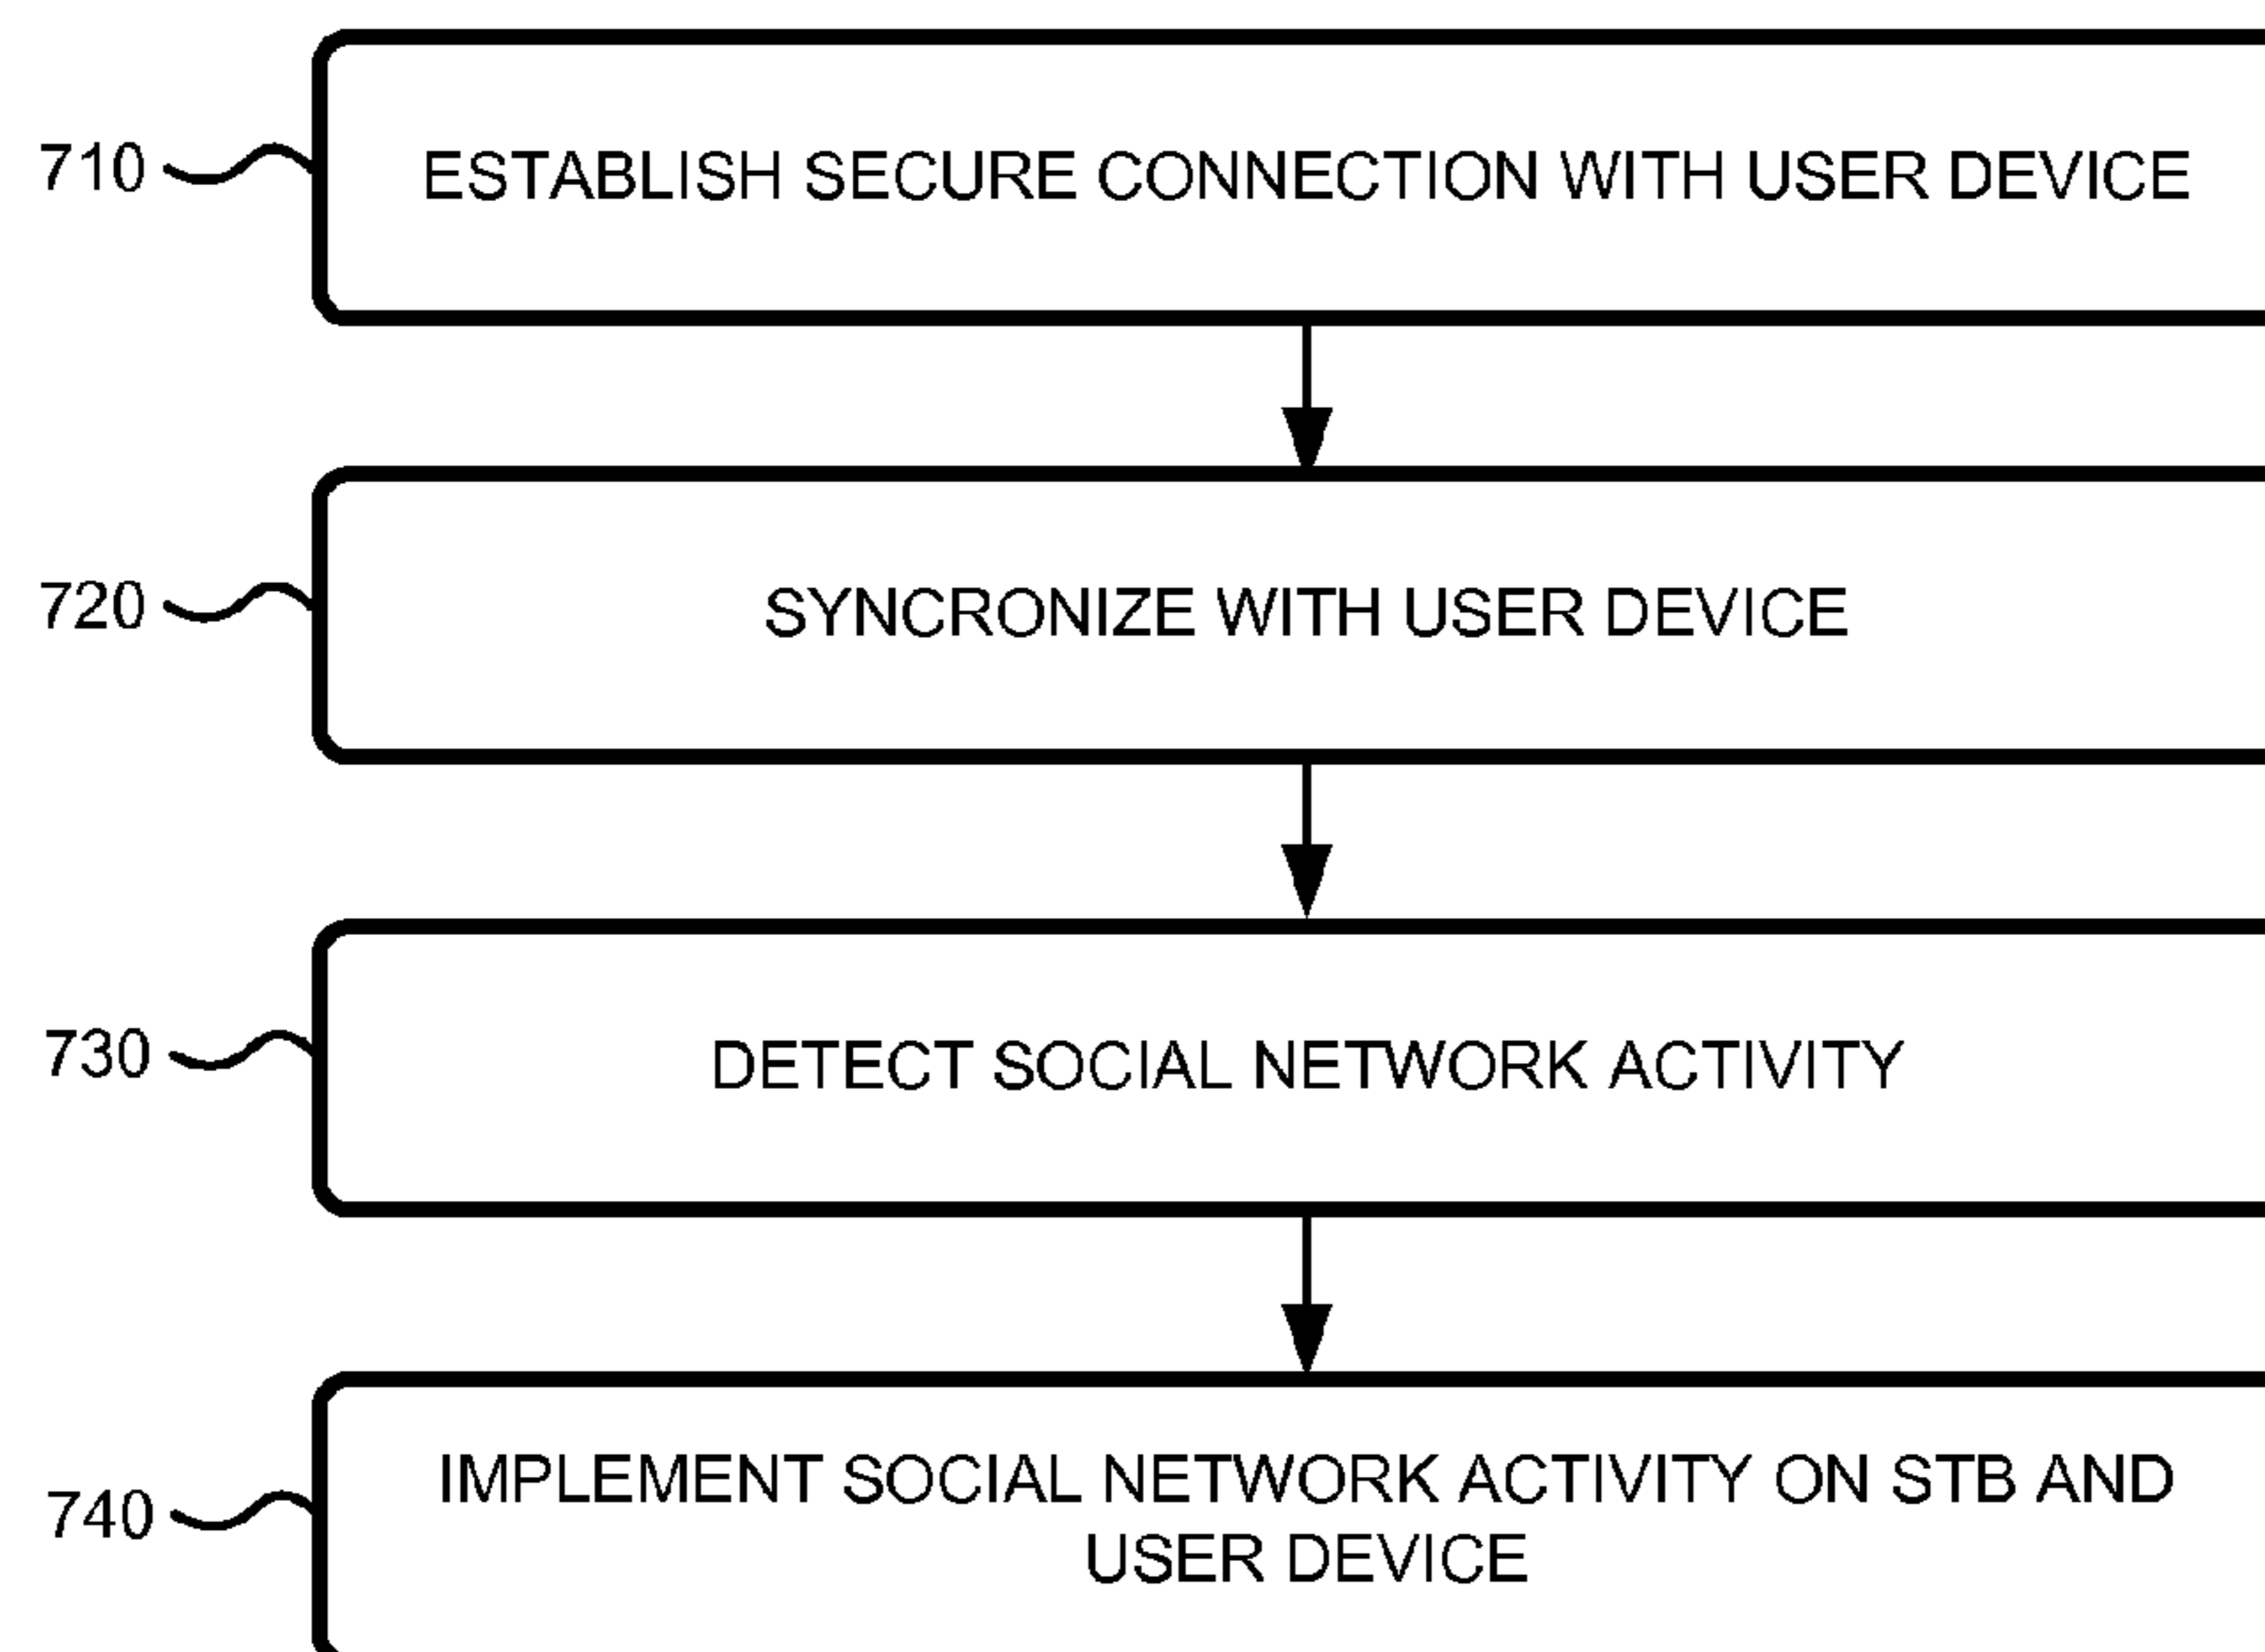 710 ESTABLISH SECURE CONNECTION WITH USER DEVICE
720 SYNCRONIZE WITH USER DEVICE
730 DETECT SOCIAL NETWORK ACTIVITY
740 IMPLEMENT SOCIAL NETWORK ACTIVITY ON STB AND
USER DEVICE